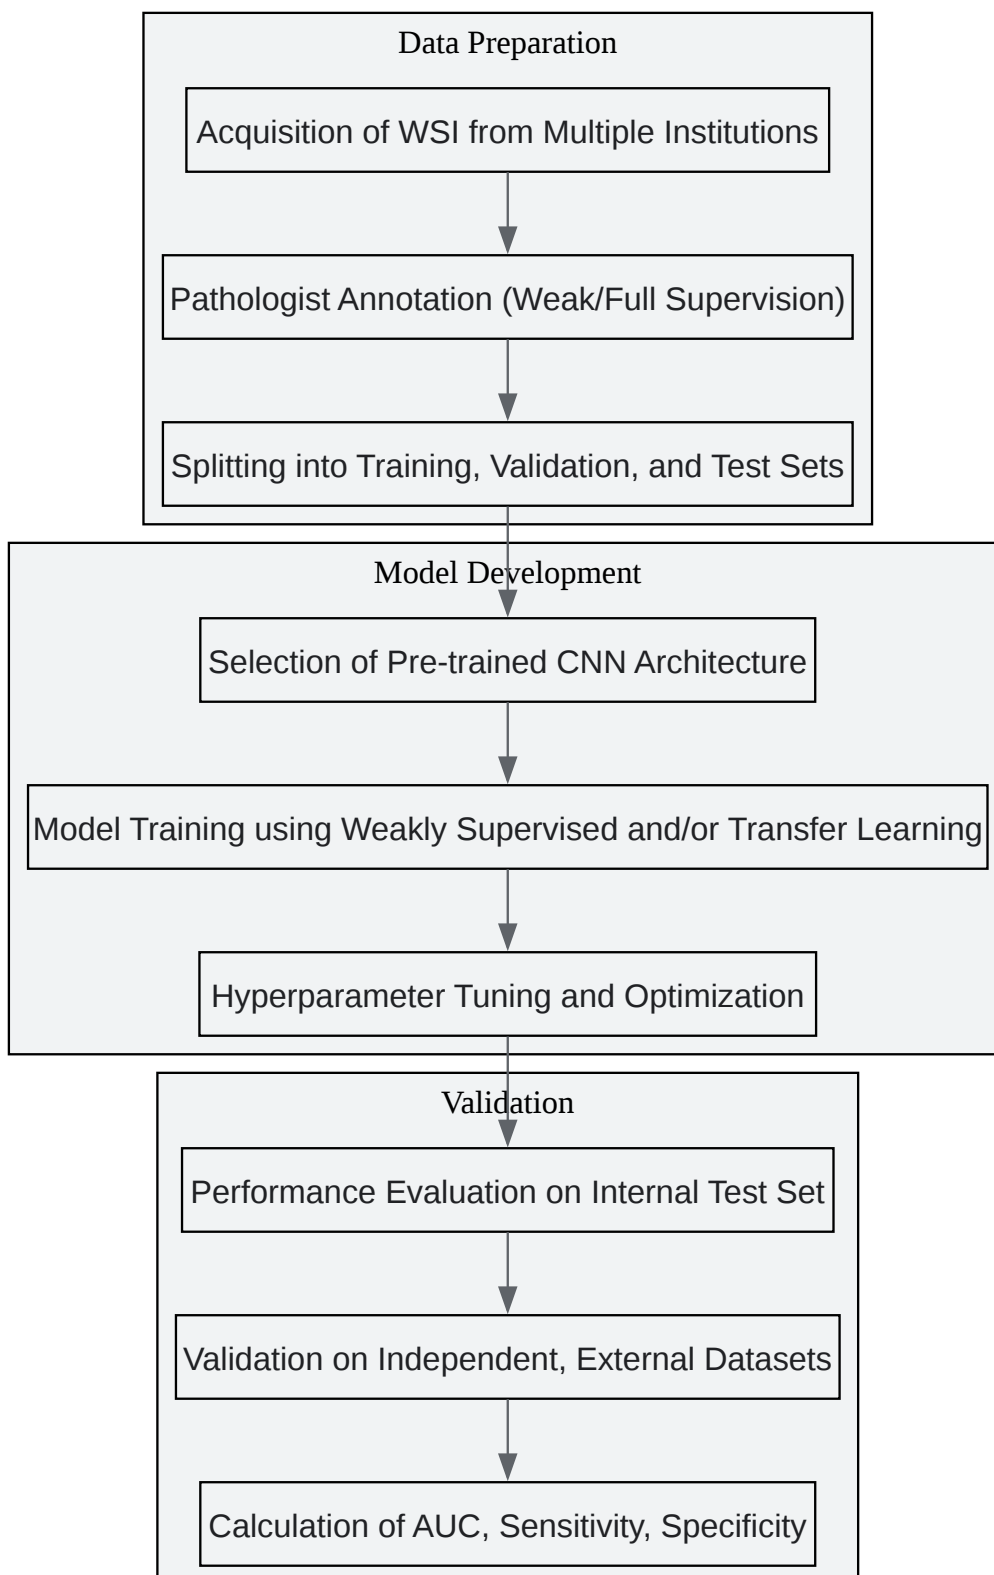 Data Preparation
Acquisition of WSI from Multiple Institutions
Pathologist Annotation (Weak/Full Supervision)
Splitting into Training, Validation, and Test Sets
Model Development
Selection of Pre-trained CNN Architecture
Model Training using Weakly Supervised and/or Transfer Learning
Hyperparameter Tuning and Optimization
Validation
Performance Evaluation on Internal Test Set
Validation on Independent, External Datasets
Calculation of AUC, Sensitivity, Specificity